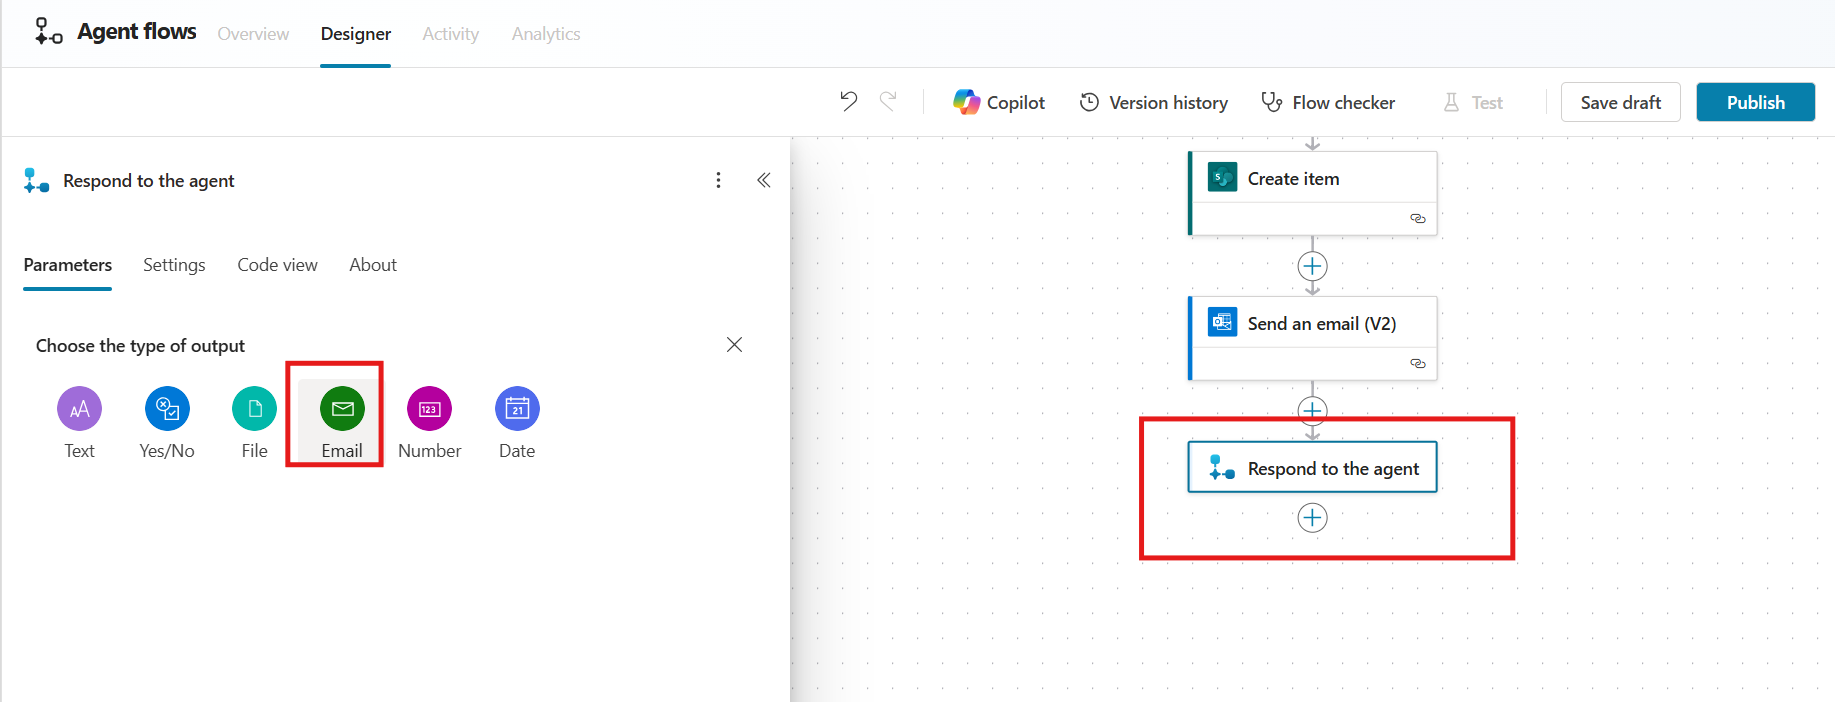 Agent flows Overview Designer Activity Analytics
Copilot Version history Flow checker Test Save draft Publish
Respond to the agent
Parameters Settings Code view About
Choose the type of output
Text Yes/No File Email Number Date
Create item
Send an email (V2)
Respond to the agent